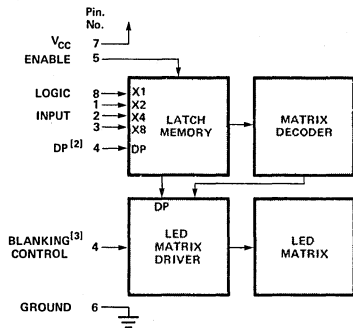 Pin.
No.
VCC 7
ENABLE 5
LOGIC 8 X1
1 X2
INPUT 2 X4
3 X8
DP[2] 4 DP
LATCH
MEMORY
MATRIX
DECODER
DP
BLANKING[3]
CONTROL 4
LED
MATRIX
DRIVER
LED
MATRIX
GROUND 6